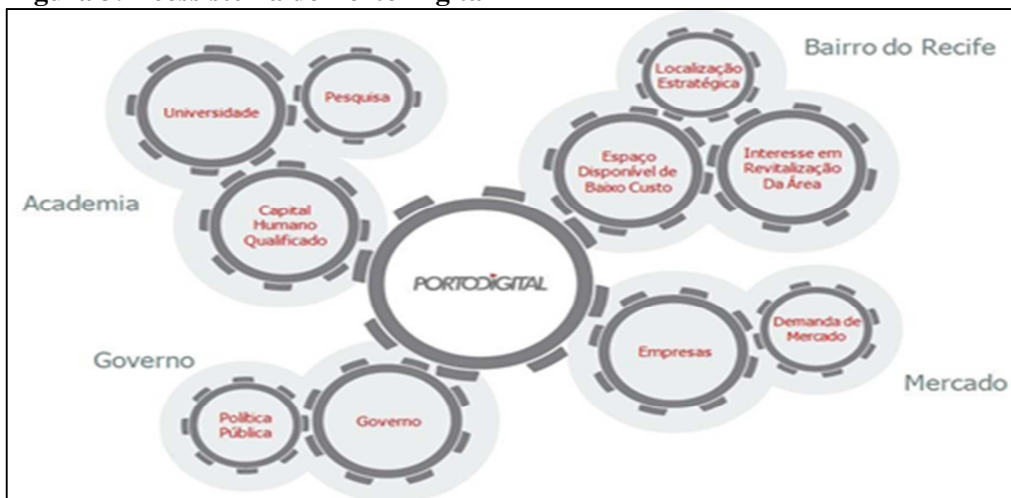 Bairro do Recife
Localização
Estratégica
Universidade
Pesquisa
Espaço
Disponível de
Baixo Custo
Interesse em
Revitalização
Da Área
Academia
Capital
Humano
Qualificado
PORTODIGITAL
Governo
Política
Pública
Governo
Empresas
Demanda de
Mercado
Mercado